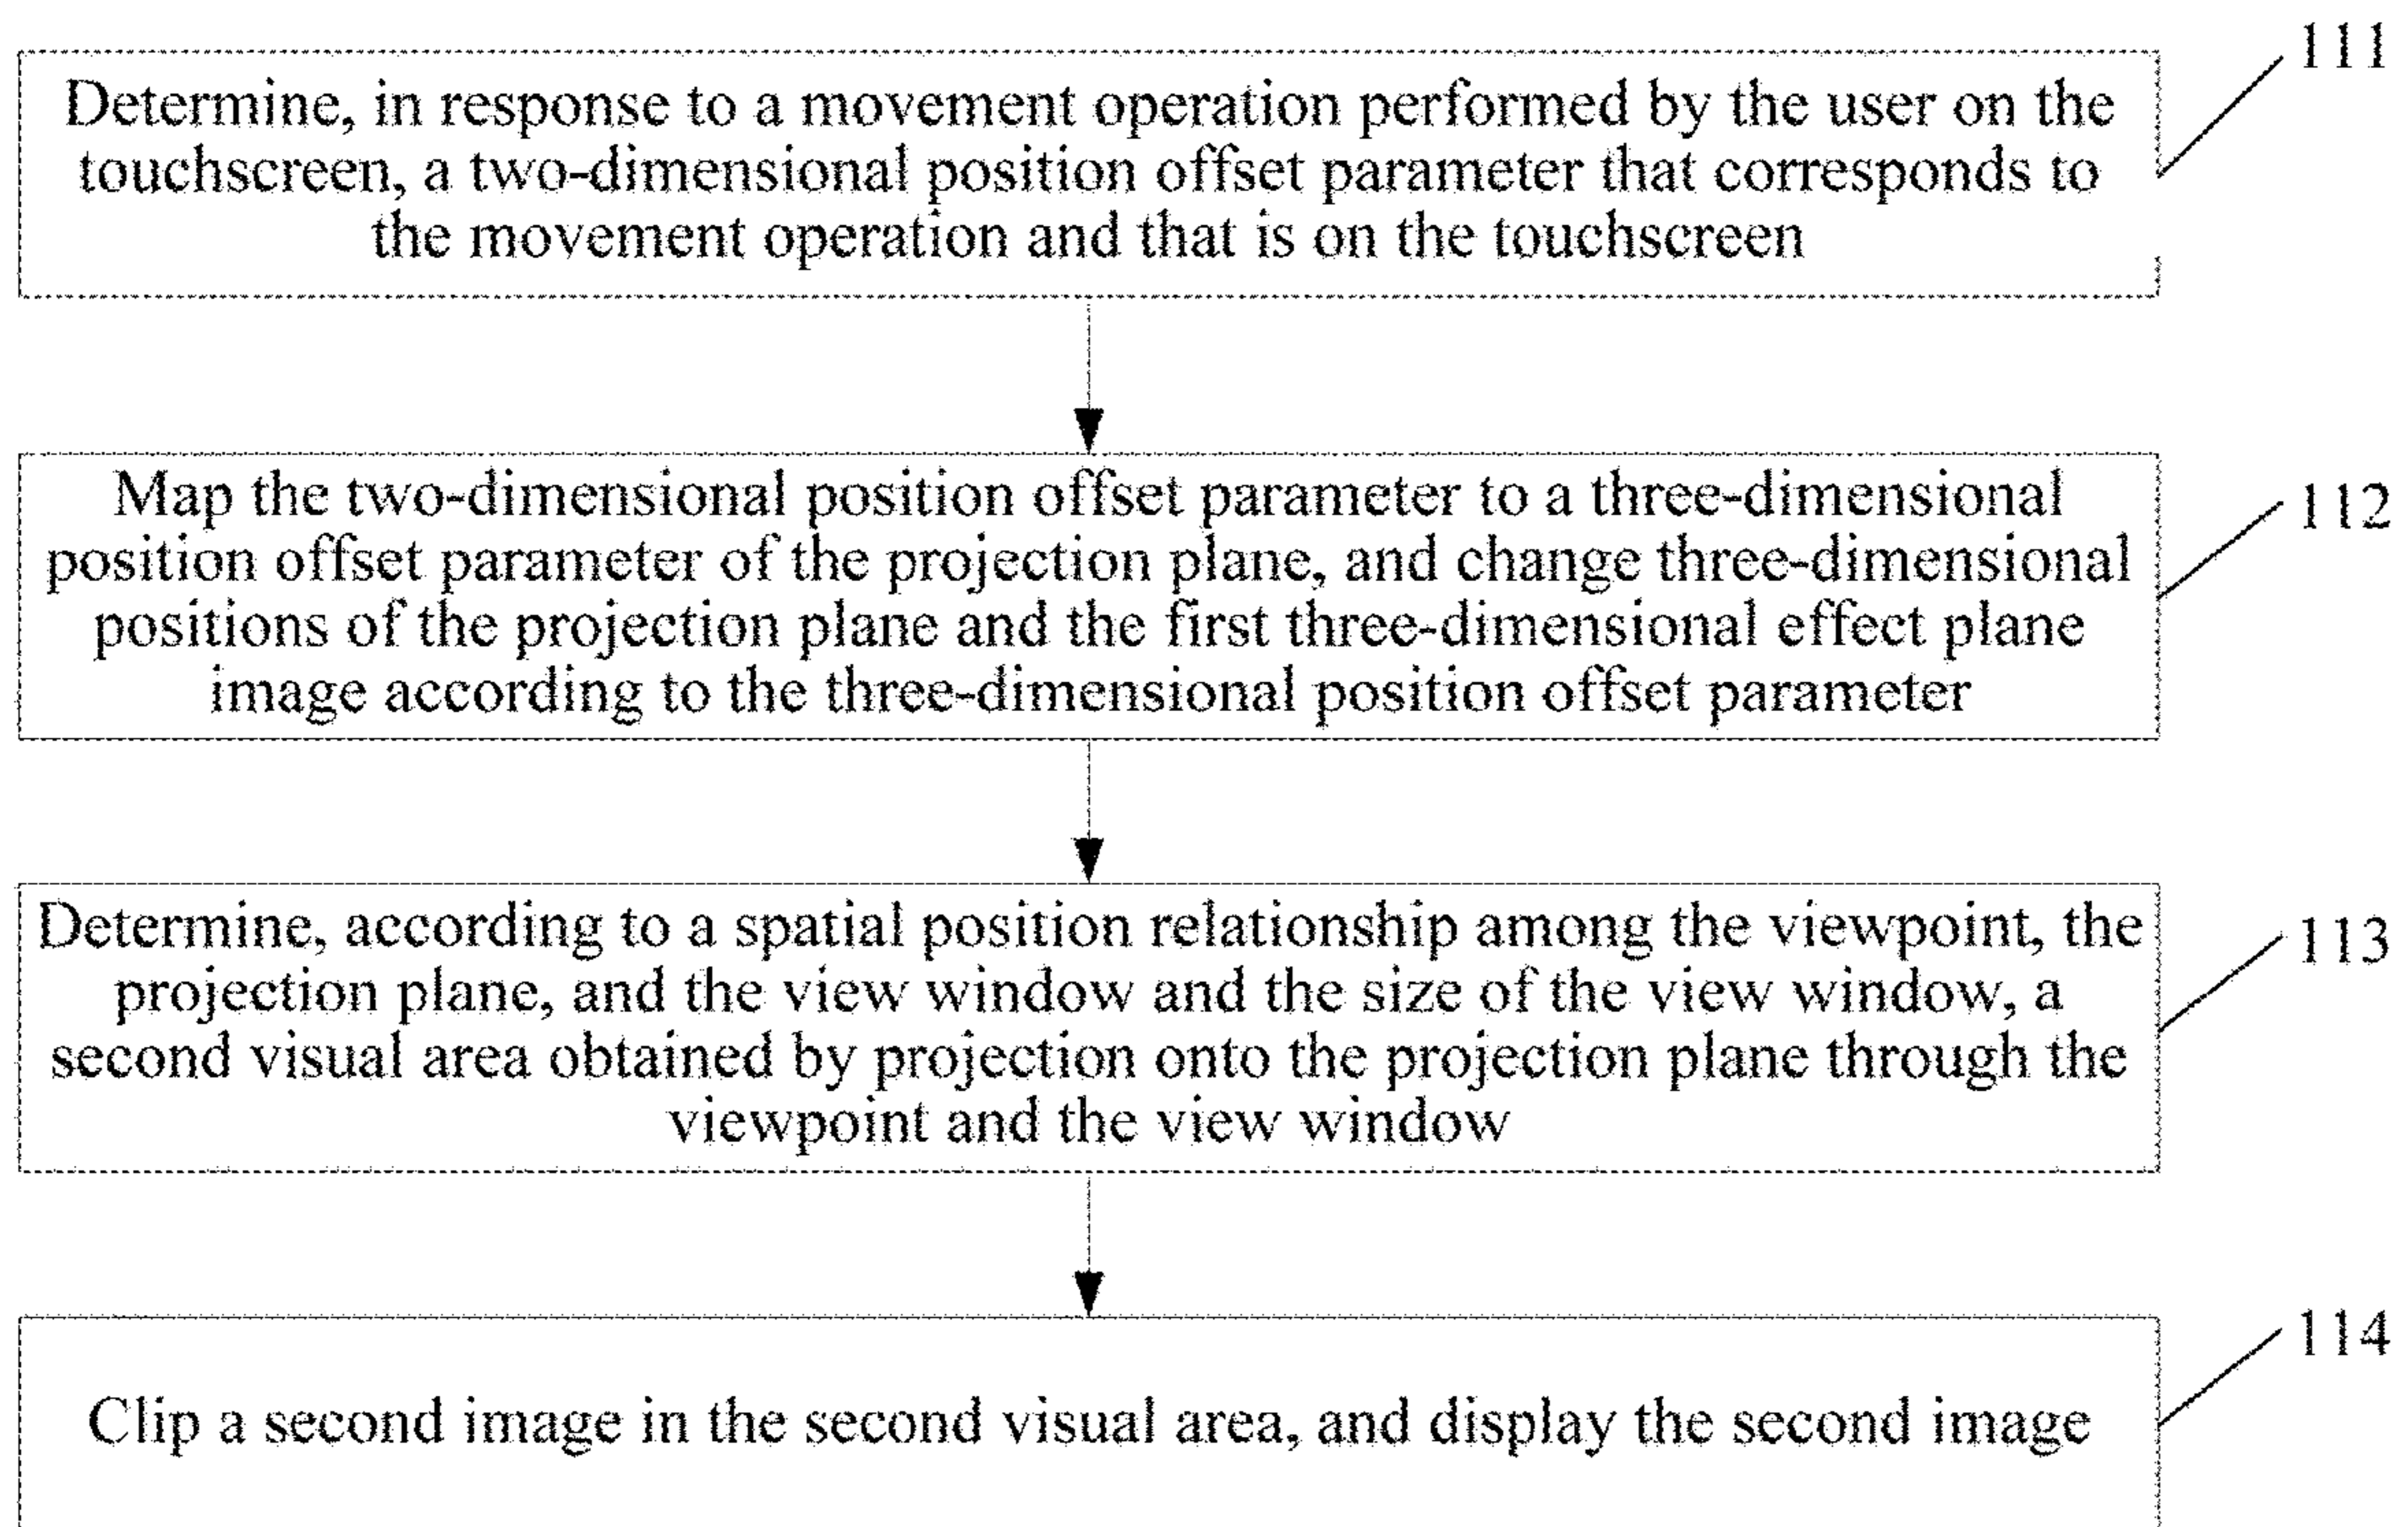 111
Determine, in response to a movement operation performed by the user on the
touchscreen, a two-dimensional position offset parameter that corresponds to
the movement operation and that is on the touchscreen
112
Map the two-dimensional position offset parameter to a three-dimensional
position offset parameter of the projection plane, and change three-dimensional
positions of the projection plane and the first three-dimensional effect plane
image according to the three-dimensional position offset parameter
113
Determine, according to a spatial position relationship among the viewpoint, the
projection plane, and the view window and the size of the view window, a
second visual area obtained by projection onto the projection plane through the
viewpoint and the view window
114
Clip a second image in the second visual area, and display the second image